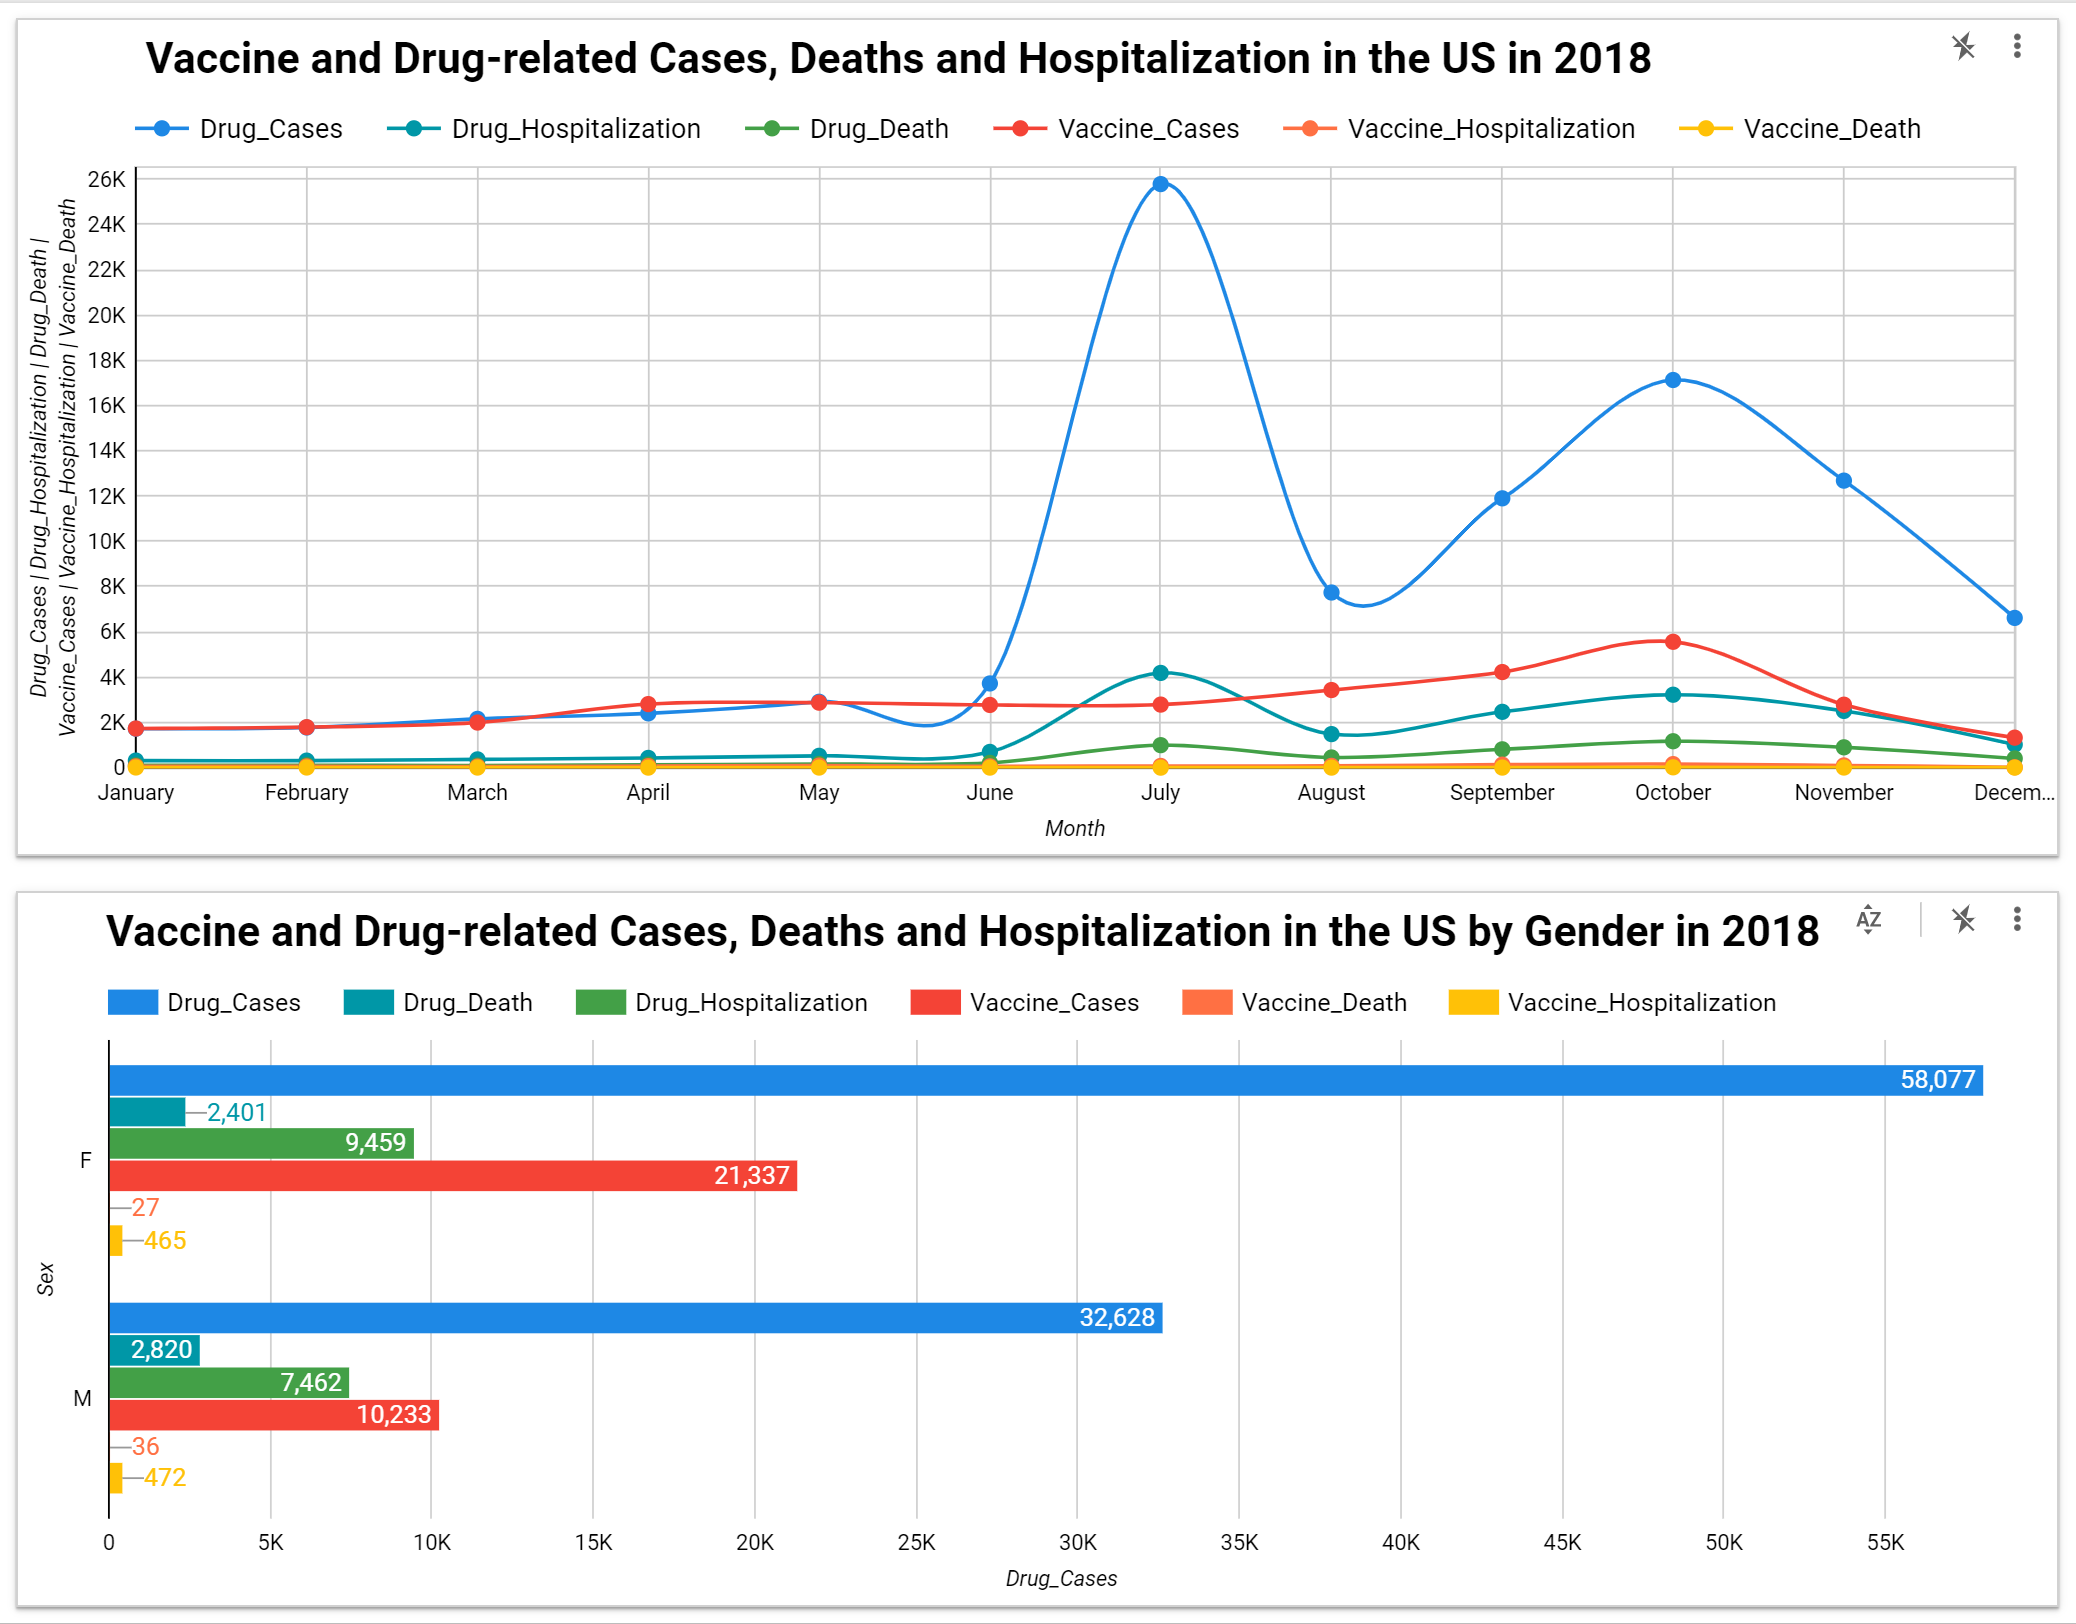 Vaccine and Drug-related Cases, Deaths and Hospitalization in the US in 2018
Drug_Cases Drug_Hospitalization Drug_Death Vaccine_Cases Vaccine_Hospitalization Vaccine_Death
Drug_Cases | Drug_Hospitalization | Drug_Death |
Vaccine_Cases | Vaccine_Hospitalization | Vaccine_Death
26K
24K
22K
20K
18K
16K
14K
12K
10K
8K
6K
4K
2K
0
January February March April May June July August September October November Decem...
Month
Vaccine and Drug-related Cases, Deaths and Hospitalization in the US by Gender in 2018
AZ
Drug_Cases Drug_Death Drug_Hospitalization Vaccine_Cases Vaccine_Death Vaccine_Hospitalization
Sex
F
58,077
2,401
9,459
21,337
27
465
M
32,628
2,820
7,462
10,233
36
472
0 5K 10K 15K 20K 25K 30K 35K 40K 45K 50K 55K
Drug_Cases